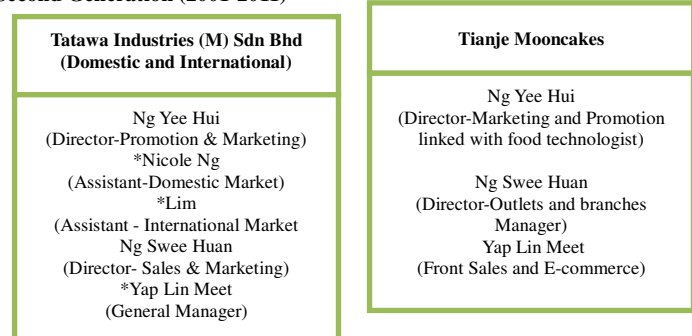 Second Generation (2001-2011)
Tatawa Industries (M) Sdn Bhd
(Domestic and International)
Ng Yee Hui
(Director-Promotion & Marketing)
*Nicole Ng
(Assistant-Domestic Market)
*Lim
(Assistant - International Market
Ng Swee Huan
(Director- Sales & Marketing)
*Yap Lin Meet
(General Manager)
Tianje Mooncakes
Ng Yee Hui
(Director-Marketing and Promotion
linked with food technologist)
Ng Swee Huan
(Director-Outlets and branches
Manager)
Yap Lin Meet
(Front Sales and E-commerce)